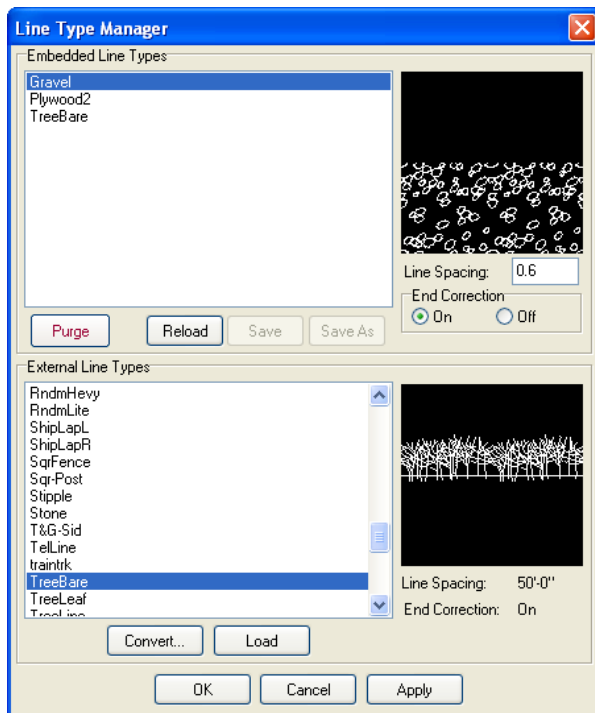 Line Type Manager
Embedded Line Types
Gravel
Plywood2
TreeBare
Line Spacing: 0.6
End Correction
On Off
Purge Reload Save Save As
External Line Types
RndmHevy
RndmLite
ShipLapL
ShipLapR
SqrFence
Sqr-Post
Stipple
Stone
T&G-Sid
TelLine
traintrk
TreeBare
TreeLeaf
TreeLine
Line Spacing: 50'-0"
End Correction: On
Convert... Load
OK Cancel Apply